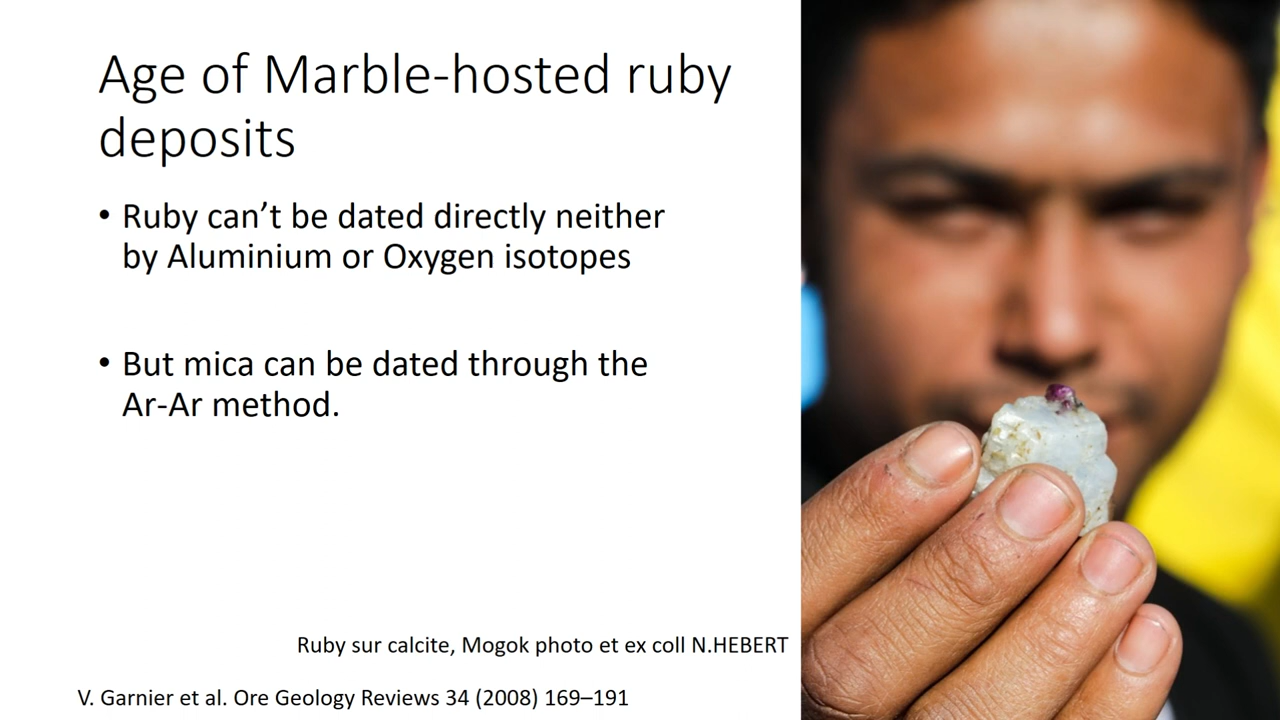 Age of Marble-hosted ruby
deposits
• Ruby can’t be dated directly neither
by Aluminium or Oxygen isotopes
• But mica can be dated through the
Ar-Ar method.
Ruby sur calcite, Mogok photo et ex coll N.HEBERT
V. Garnier et al. Ore Geology Reviews 34 (2008) 169–191